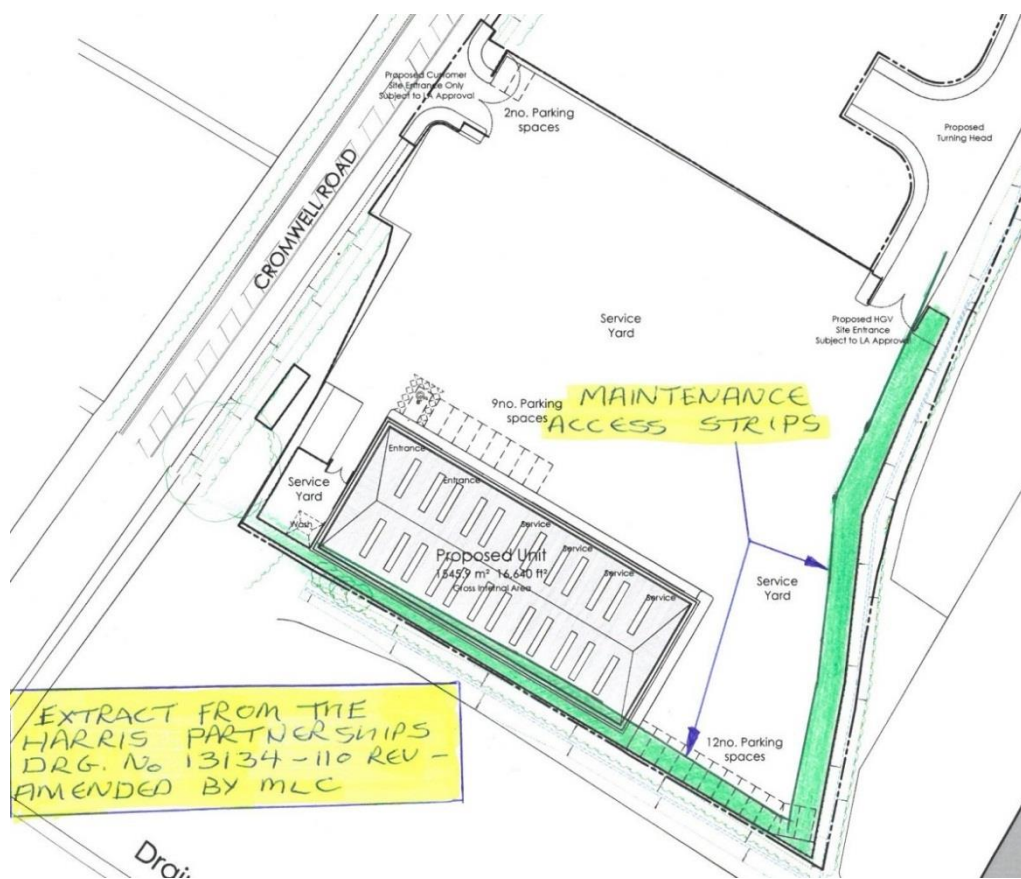 Proposed Customer
Site Entrance Only
Subject to LA Approval
2no. Parking
spaces
Proposed
Turning Head
CROMWELL ROAD
Service
Yard
Proposed HGV
Site Entrance
Subject to LA Approval
9no. Parking
spaces
MAINTENANCE
ACCESS STRIPS
Entrance
Entrance
Service
Yard
Wash
Service
Service
Service
Service
Proposed Unit
1545.9 m² 16,640 ft²
Gross Internal Area
Service
Yard
12no. Parking
spaces
EXTRACT FROM THE
HARRIS PARTNERSHIPS
DRG. No 13134-110 REV -
AMENDED BY MLC